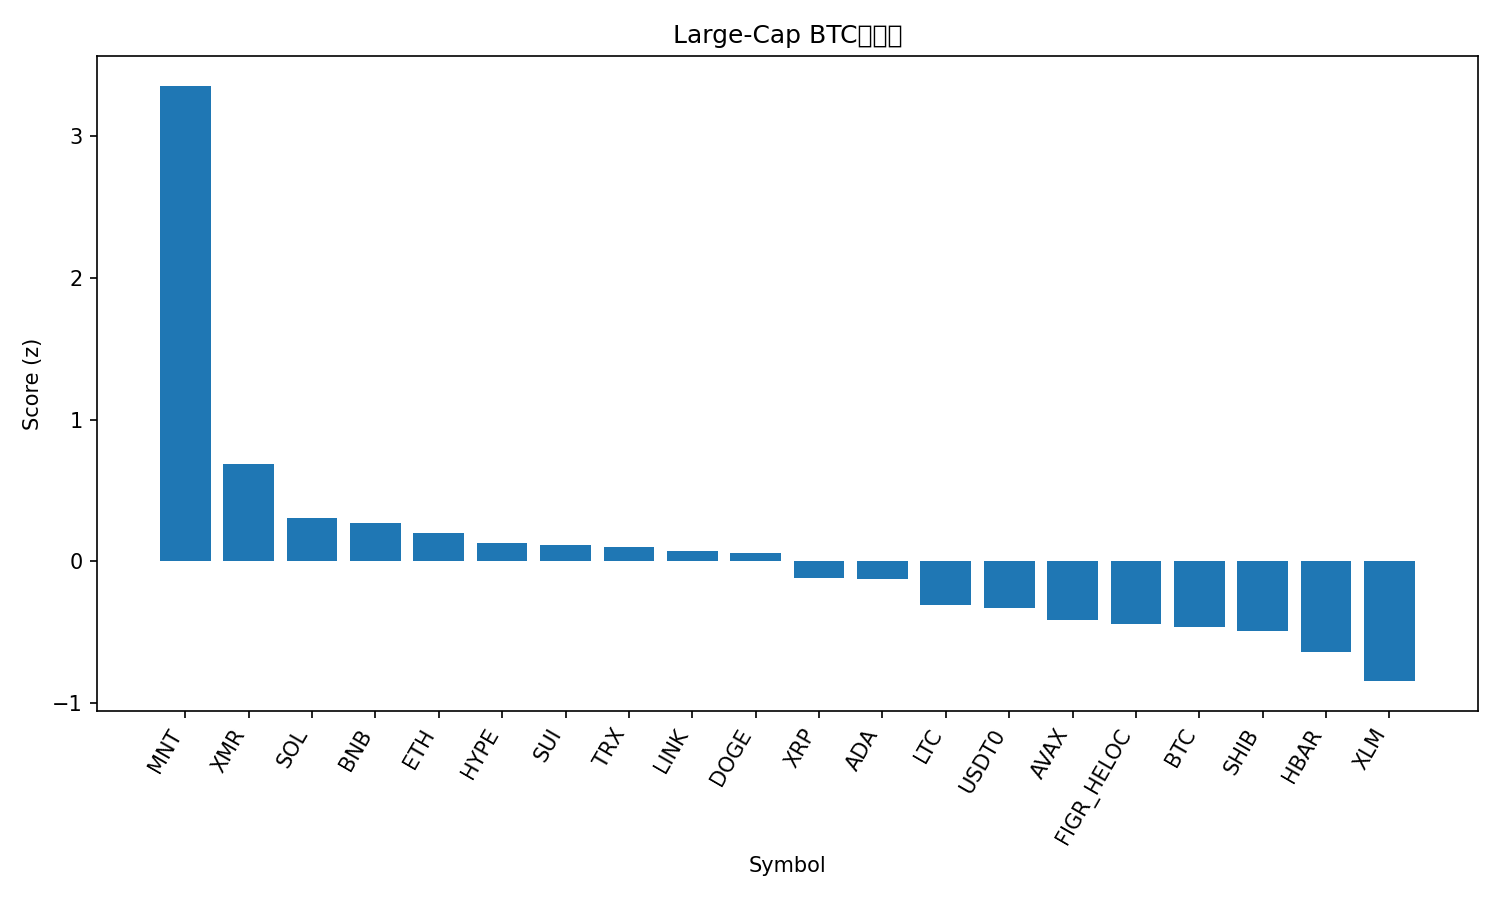 Large-Cap BTC
3
2
1
0
−1
Score (z)
MNT
XMR
SOL
BNB
ETH
HYPE
SUI
TRX
LINK
DOGE
XRP
ADA
LTC
USDT0
AVAX
FIGR_HELOC
BTC
SHIB
HBAR
XLM
Symbol